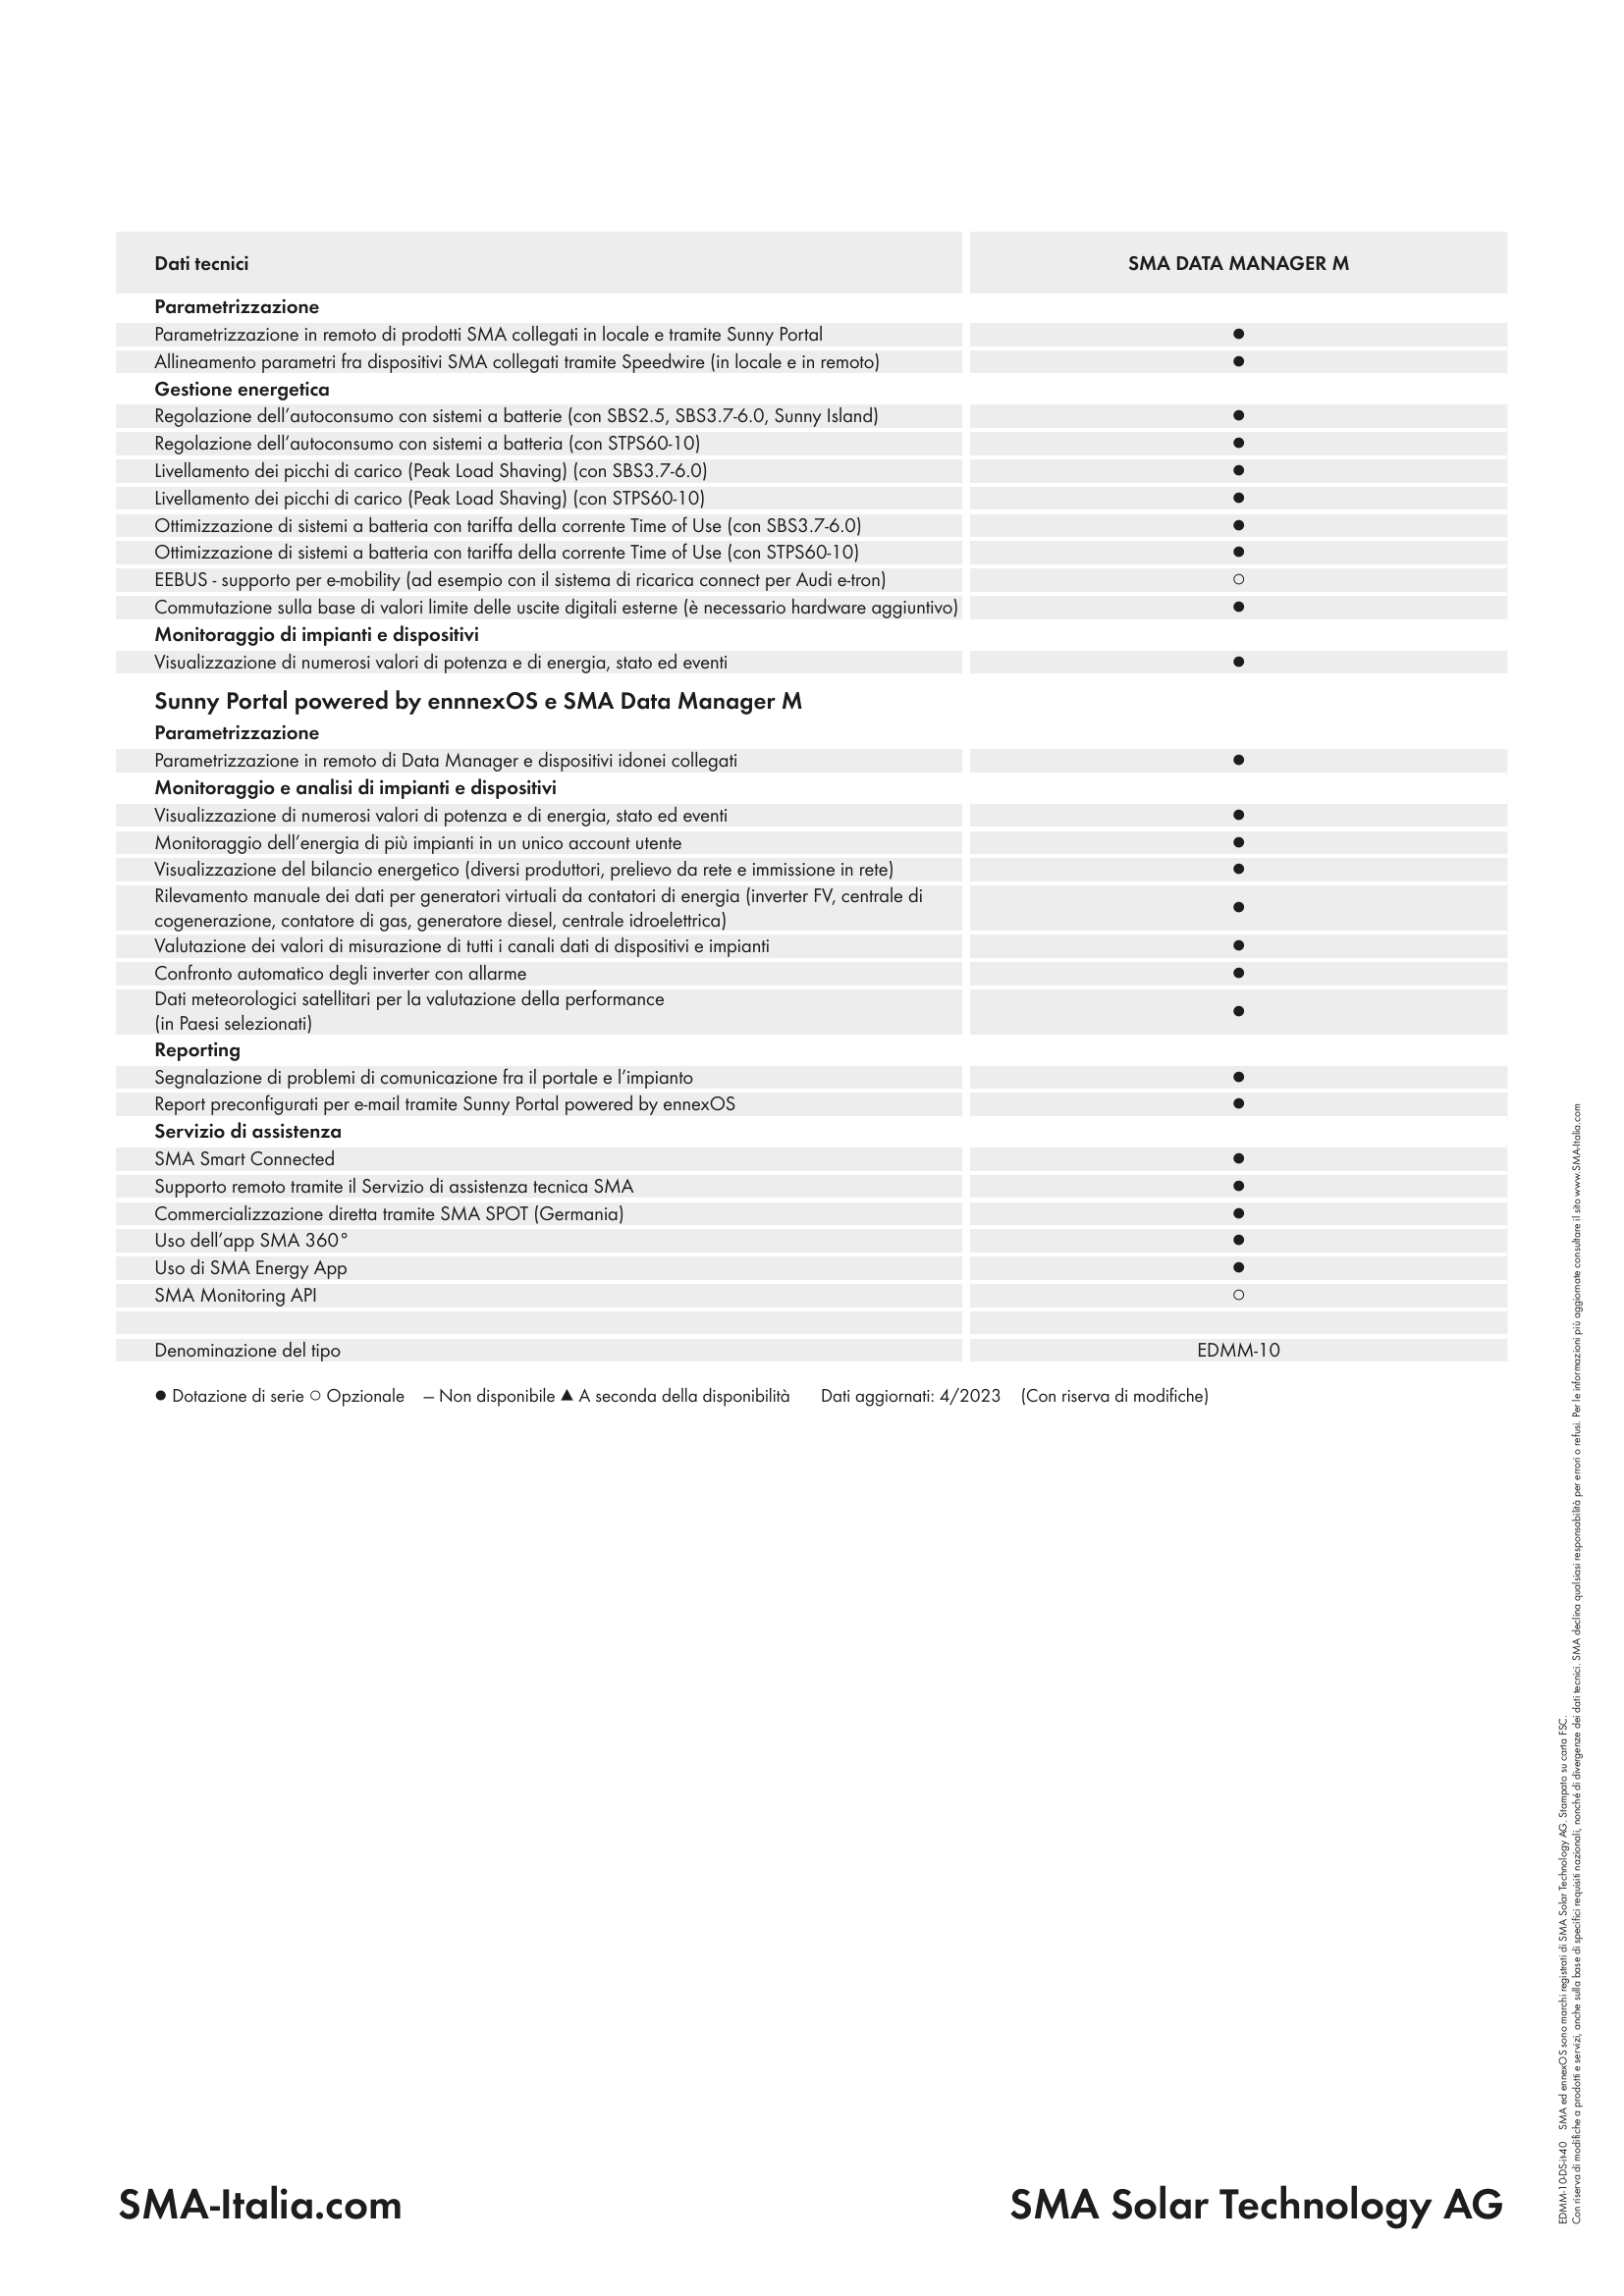 Dati tecnici
SMA DATA MANAGER M
Parametrizzazione
Parametrizzazione in remoto di prodotti SMA collegati in locale e tramite Sunny Portal ●
Allineamento parametri fra dispositivi SMA collegati tramite Speedwire (in locale e in remoto) ●
Gestione energetica
Regolazione dell'autoconsumo con sistemi a batterie (con SBS2.5, SBS3.7-6.0, Sunny Island) ●
Regolazione dell'autoconsumo con sistemi a batteria (con STPS60-10) ●
Livellamento dei picchi di carico (Peak Load Shaving) (con SBS3.7-6.0) ●
Livellamento dei picchi di carico (Peak Load Shaving) (con STPS60-10) ●
Ottimizzazione di sistemi a batteria con tariffa della corrente Time of Use (con SBS3.7-6.0) ●
Ottimizzazione di sistemi a batteria con tariffa della corrente Time of Use (con STPS60-10) ●
EEBUS - supporto per e-mobility (ad esempio con il sistema di ricarica connect per Audi e-tron) ○
Commutazione sulla base di valori limite delle uscite digitali esterne (è necessario hardware aggiuntivo) ●
Monitoraggio di impianti e dispositivi
Visualizzazione di numerosi valori di potenza e di energia, stato ed eventi ●
Sunny Portal powered by ennnexOS e SMA Data Manager M
Parametrizzazione
Parametrizzazione in remoto di Data Manager e dispositivi idonei collegati ●
Monitoraggio e analisi di impianti e dispositivi
Visualizzazione di numerosi valori di potenza e di energia, stato ed eventi ●
Monitoraggio dell'energia di più impianti in un unico account utente ●
Visualizzazione del bilancio energetico (diversi produttori, prelievo da rete e immissione in rete) ●
Rilevamento manuale dei dati per generatori virtuali da contatori di energia (inverter FV, centrale di
cogenerazione, contatore di gas, generatore diesel, centrale idroelettrica) ●
Valutazione dei valori di misurazione di tutti i canali dati di dispositivi e impianti ●
Confronto automatico degli inverter con allarme ●
Dati meteorologici satellitari per la valutazione della performance
(in Paesi selezionati) ●
Reporting
Segnalazione di problemi di comunicazione fra il portale e l'impianto ●
Report preconfigurati per e-mail tramite Sunny Portal powered by ennexOS ●
Servizio di assistenza
SMA Smart Connected ●
Supporto remoto tramite il Servizio di assistenza tecnica SMA ●
Commercializzazione diretta tramite SMA SPOT (Germania) ●
Uso dell'app SMA 360° ●
Uso di SMA Energy App ●
SMA Monitoring API ○
Denominazione del tipo EDMM-10
● Dotazione di serie ○ Opzionale — Non disponibile ▲ A seconda della disponibilità Dati aggiornati: 4/2023 (Con riserva di modifiche)
EDMM-10-DS-it-40 SMA ed ennexOS sono marchi registrati di SMA Solar Technology AG. Stampato su carta FSC.
Con riserva di modifiche a prodotti e servizi, anche sulla base di specifici requisiti nazionali, nonché di divergenze dei dati tecnici. SMA declina qualsiasi responsabilità per errori o refusi. Per le informazioni più aggiornate consultare il sito www.SMA-Italia.com
SMA-Italia.com
SMA Solar Technology AG